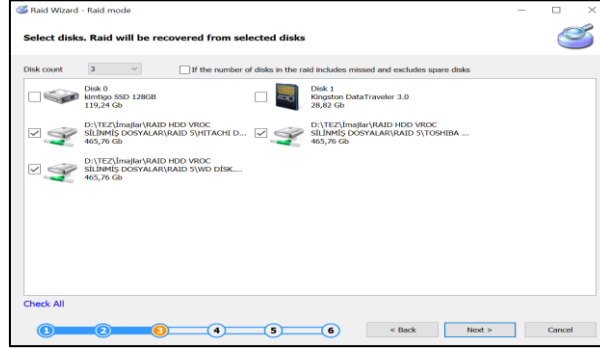 Raid Wizard - Raid mode
Select disks. Raid will be recovered from selected disks
Disk count 3 If the number of disks in the raid includes missed and excludes spare disks
Disk 0
kimtigo SSD 128GB
119,24 Gb
Disk 1
Kingston DataTraveler 3.0
28,82 Gb
D:\TEZ\İmajlar\RAID HDD VROC
SİLİNMİŞ DOSYALAR\RAID 5\HITACHI D...
465,76 Gb
D:\TEZ\İmajlar\RAID HDD VROC
SİLİNMİŞ DOSYALAR\RAID 5\TOSHIBA ...
465,76 Gb
D:\TEZ\İmajlar\RAID HDD VROC
SİLİNMİŞ DOSYALAR\RAID 5\WD DİSK....
465,76 Gb
Check All
1 2 3 4 5 6 < Back Next > Cancel